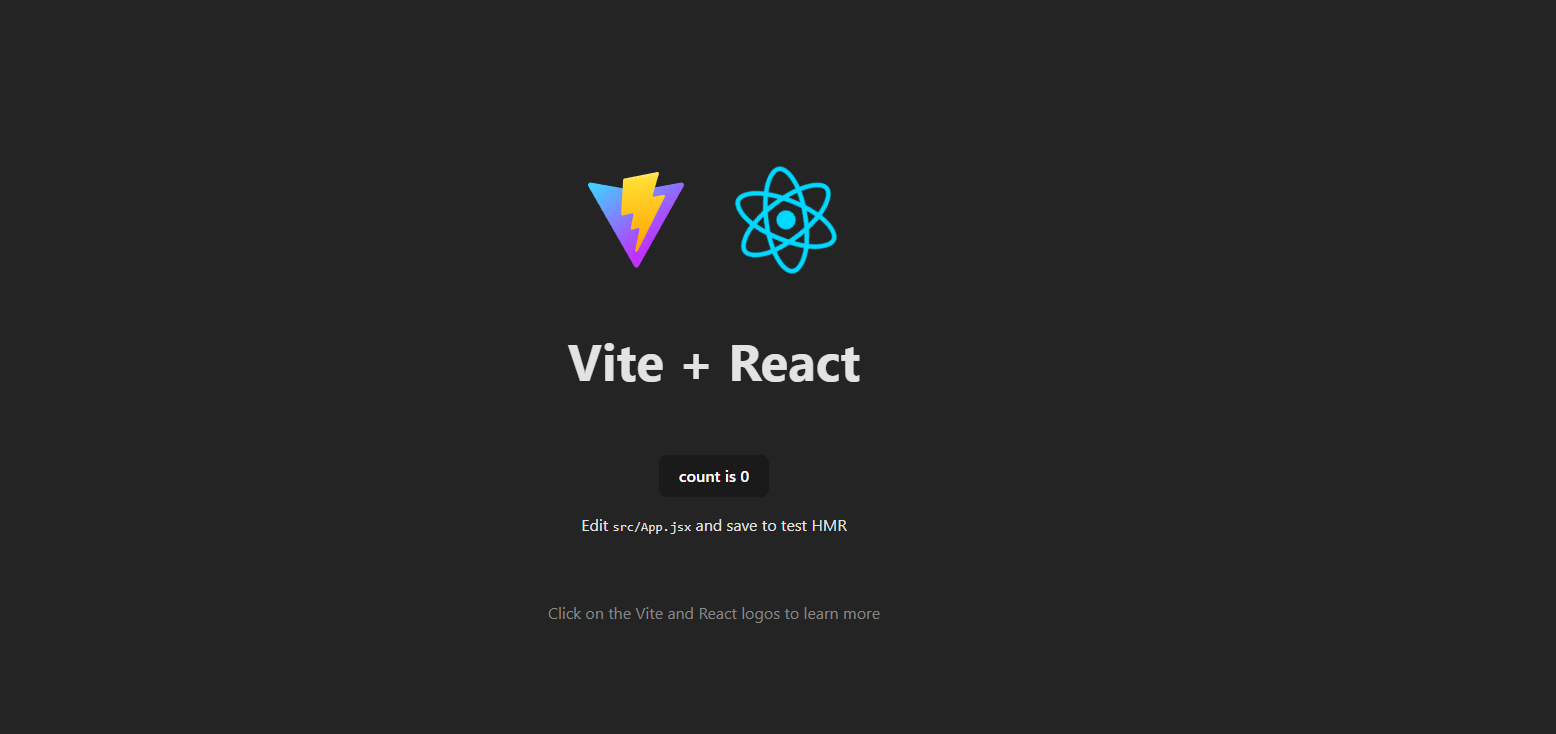 Vite + React
count is 0
Edit src/App.jsx and save to test HMR
Click on the Vite and React logos to learn more